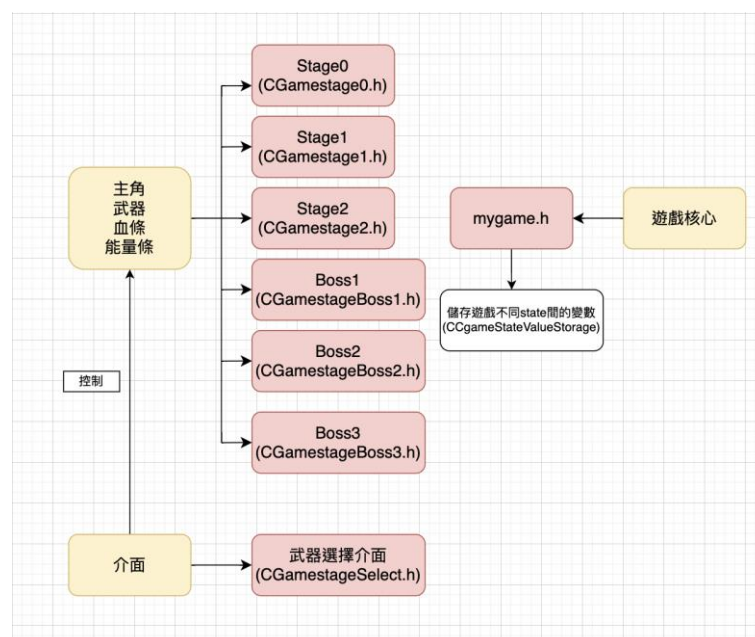 Stage0
(CGamestage0.h)
Stage1
(CGamestage1.h)
主角
武器
血條
能量條
Stage2
(CGamestage2.h)
mygame.h
遊戲核心
Boss1
(CGamestageBoss1.h)
儲存遊戲不同state間的變數
(CCgameStateValueStorage)
Boss2
(CGamestageBoss2.h)
控制
Boss3
(CGamestageBoss3.h)
介面
武器選擇介面
(CGamestageSelect.h)